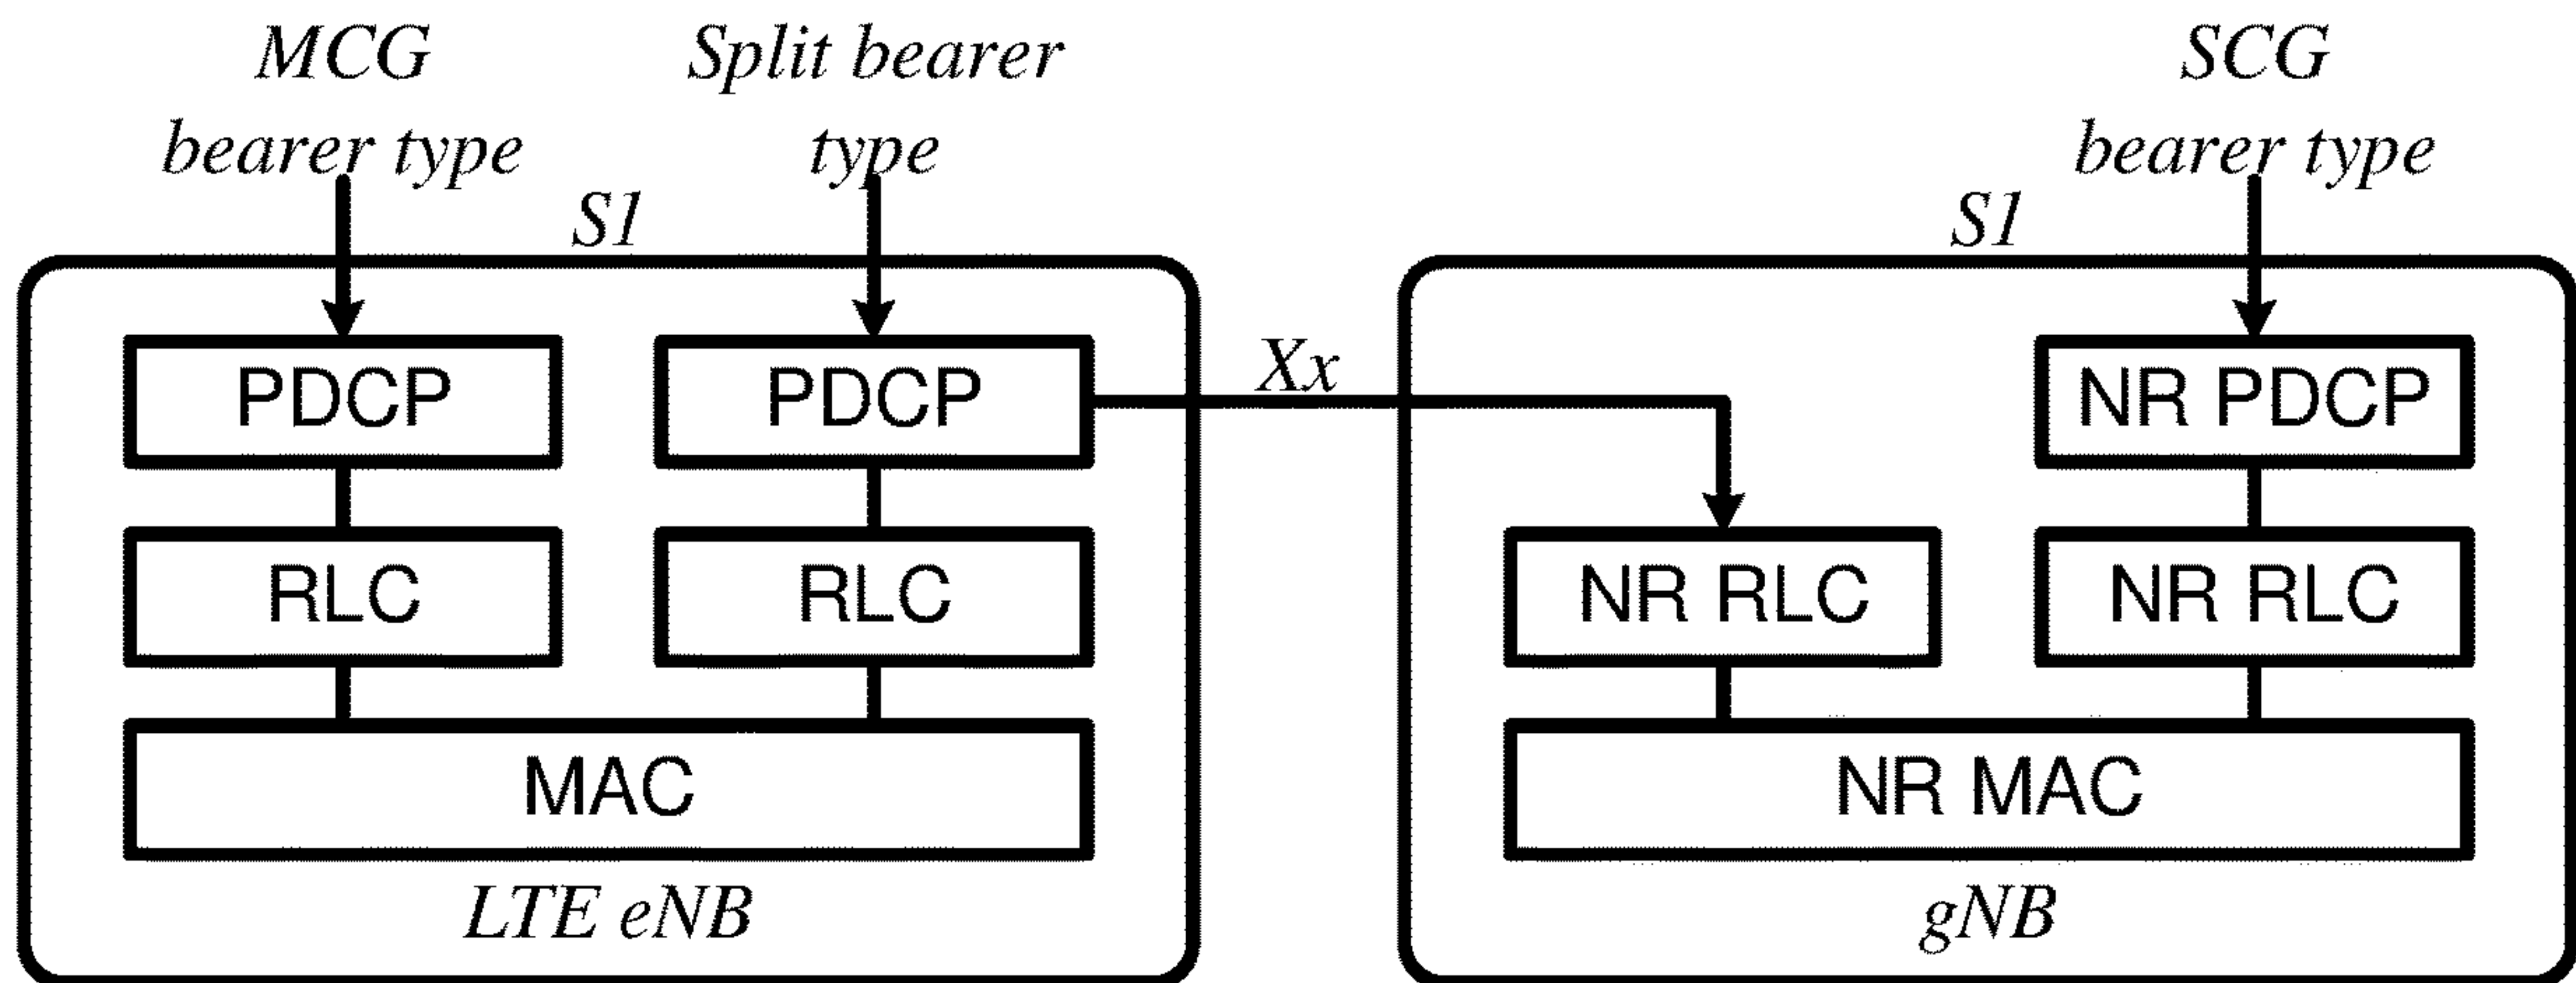 MCG
bearer type
Split bearer
type
SCG
bearer type
S1
S1
Xx
PDCP
PDCP
NR PDCP
RLC
RLC
NR RLC
NR RLC
MAC
NR MAC
LTE eNB
gNB